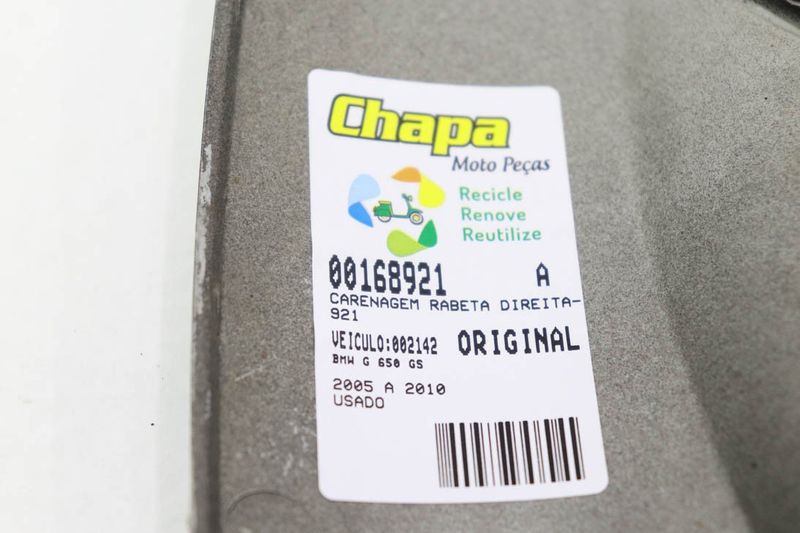 Chapa
Moto Peças
Recicle
Renove
Reutilize
00168921 A
CARENAGEM RABETA DIREITA-
921
VEICULO:002142 ORIGINAL
BMW G 650 GS
2005 A 2010
USADO